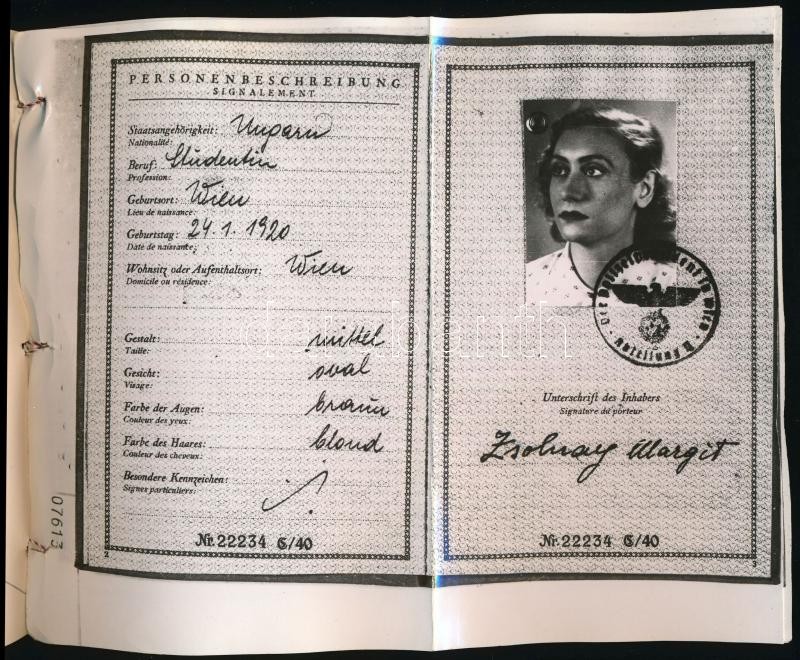 PERSONENBESCHREIBUNG
SIGNALEMENT
Staatsangehörigkeit: Ungarn
Nationalité:
Beruf: Studentin
Profession:
Geburtsort: Wien
Lieu de naissance:
Geburtstag: 24.1.1920
Date de naissance:
Wohnsitz oder Aufenthaltsort: Wien
Domicile ou résidence:
Gestalt: mittel
Taille:
Gesicht: oval
Visage:
Farbe der Augen: braun
Couleur des yeux:
Farbe des Haares: blond
Couleur des cheveux:
Besondere Kennzeichen:
Signes particuliers:
Nr. 22234 G/40
2
07613
Unterschrift des Inhabers
Signature du porteur
Zsolnay Margit
Nr. 22234 G/40
3
darabanth